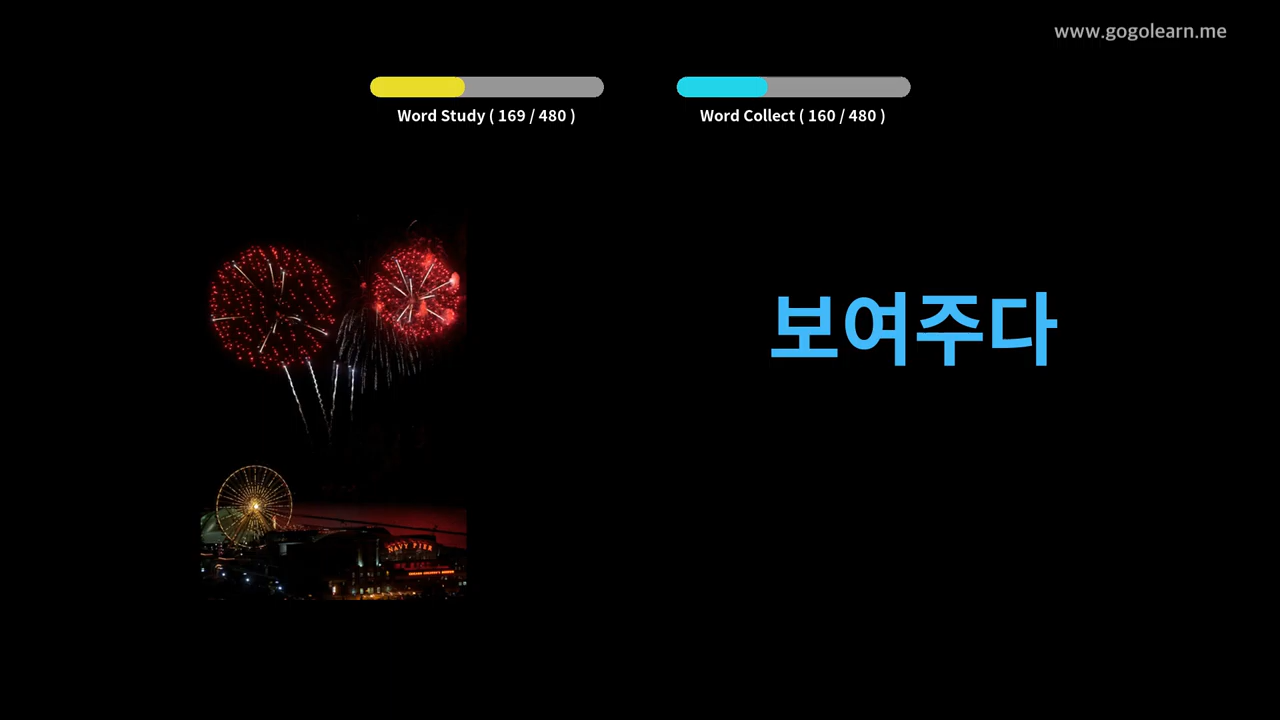 www.gogolearn.me
Word Study ( 169 / 480 )
Word Collect ( 160 / 480 )
보여주다
NAVY PIER